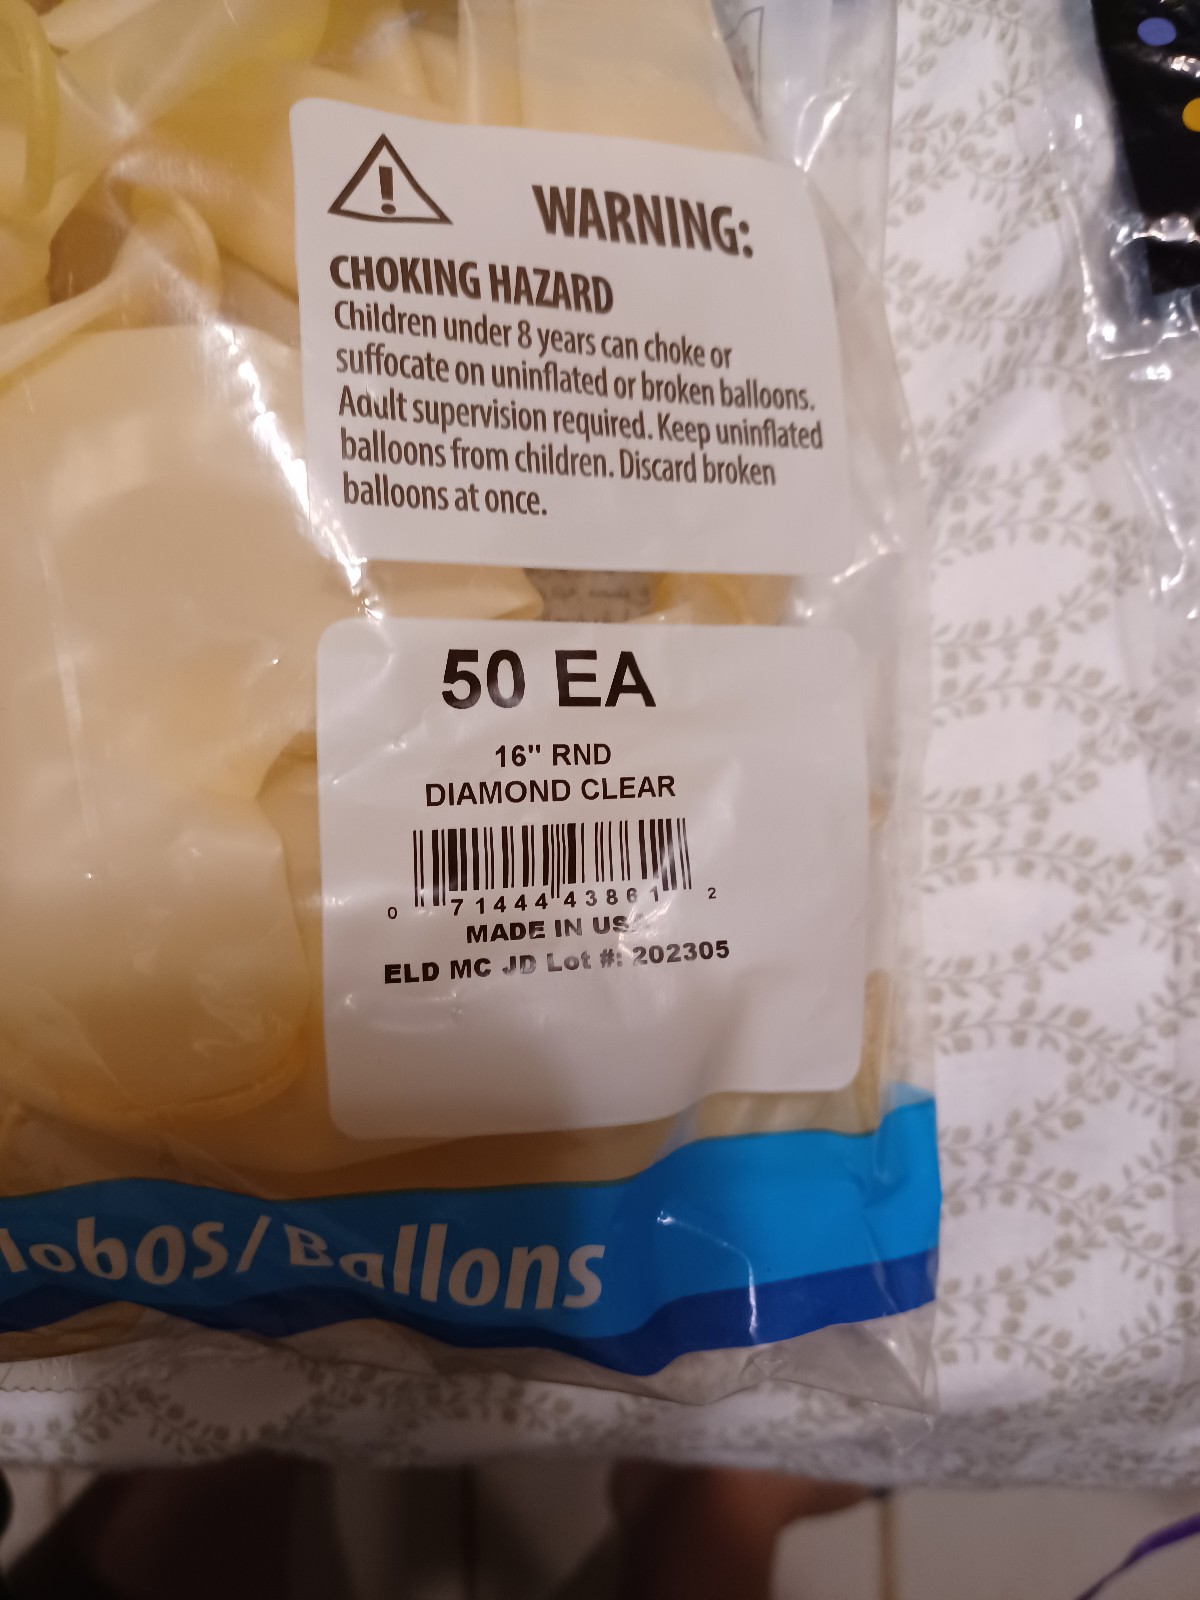 WARNING:
CHOKING HAZARD
Children under 8 years can choke or
suffocate on uninflated or broken balloons.
Adult supervision required. Keep uninflated
balloons from children. Discard broken
balloons at once.
50 EA
16" RND
DIAMOND CLEAR
0 71444 43861 2
MADE IN USA
ELD MC JD Lot #: 202305
lobos/Ballons